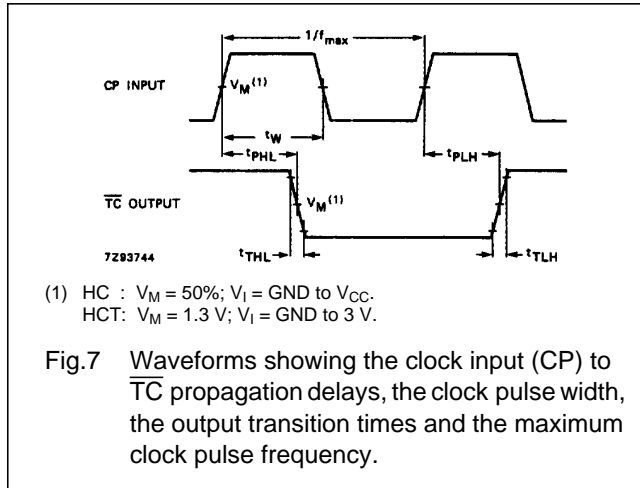 1/fmax
CP INPUT
VM(1)
tW
tPHL
tPLH
TC OUTPUT
VM(1)
7Z93744
tTHL
tTLH
(1) HC : VM = 50%; VI = GND to VCC.
HCT: VM = 1.3 V; VI = GND to 3 V.
Fig.7 Waveforms showing the clock input (CP) to
TC propagation delays, the clock pulse width,
the output transition times and the maximum
clock pulse frequency.